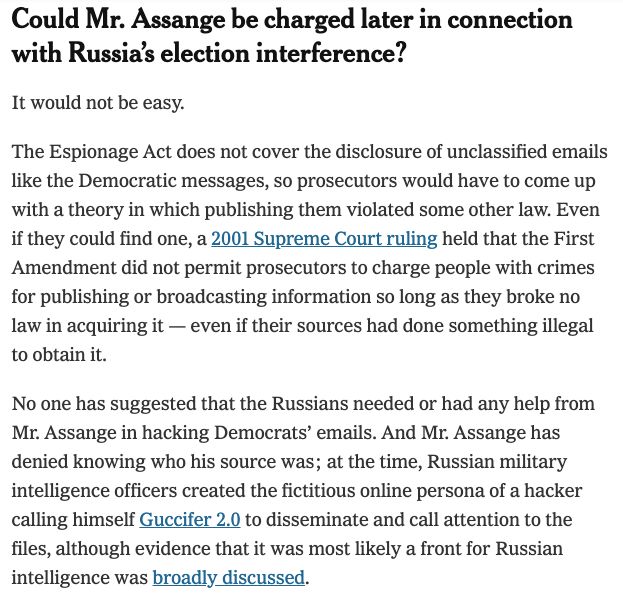 Could Mr. Assange be charged later in connection
with Russia’s election interference?
It would not be easy.
The Espionage Act does not cover the disclosure of unclassified emails
like the Democratic messages, so prosecutors would have to come up
with a theory in which publishing them violated some other law. Even
if they could find one, a 2001 Supreme Court ruling held that the First
Amendment did not permit prosecutors to charge people with crimes
for publishing or broadcasting information so long as they broke no
law in acquiring it — even if their sources had done something illegal
to obtain it.
No one has suggested that the Russians needed or had any help from
Mr. Assange in hacking Democrats’ emails. And Mr. Assange has
denied knowing who his source was; at the time, Russian military
intelligence officers created the fictitious online persona of a hacker
calling himself Guccifer 2.0 to disseminate and call attention to the
files, although evidence that it was most likely a front for Russian
intelligence was broadly discussed.